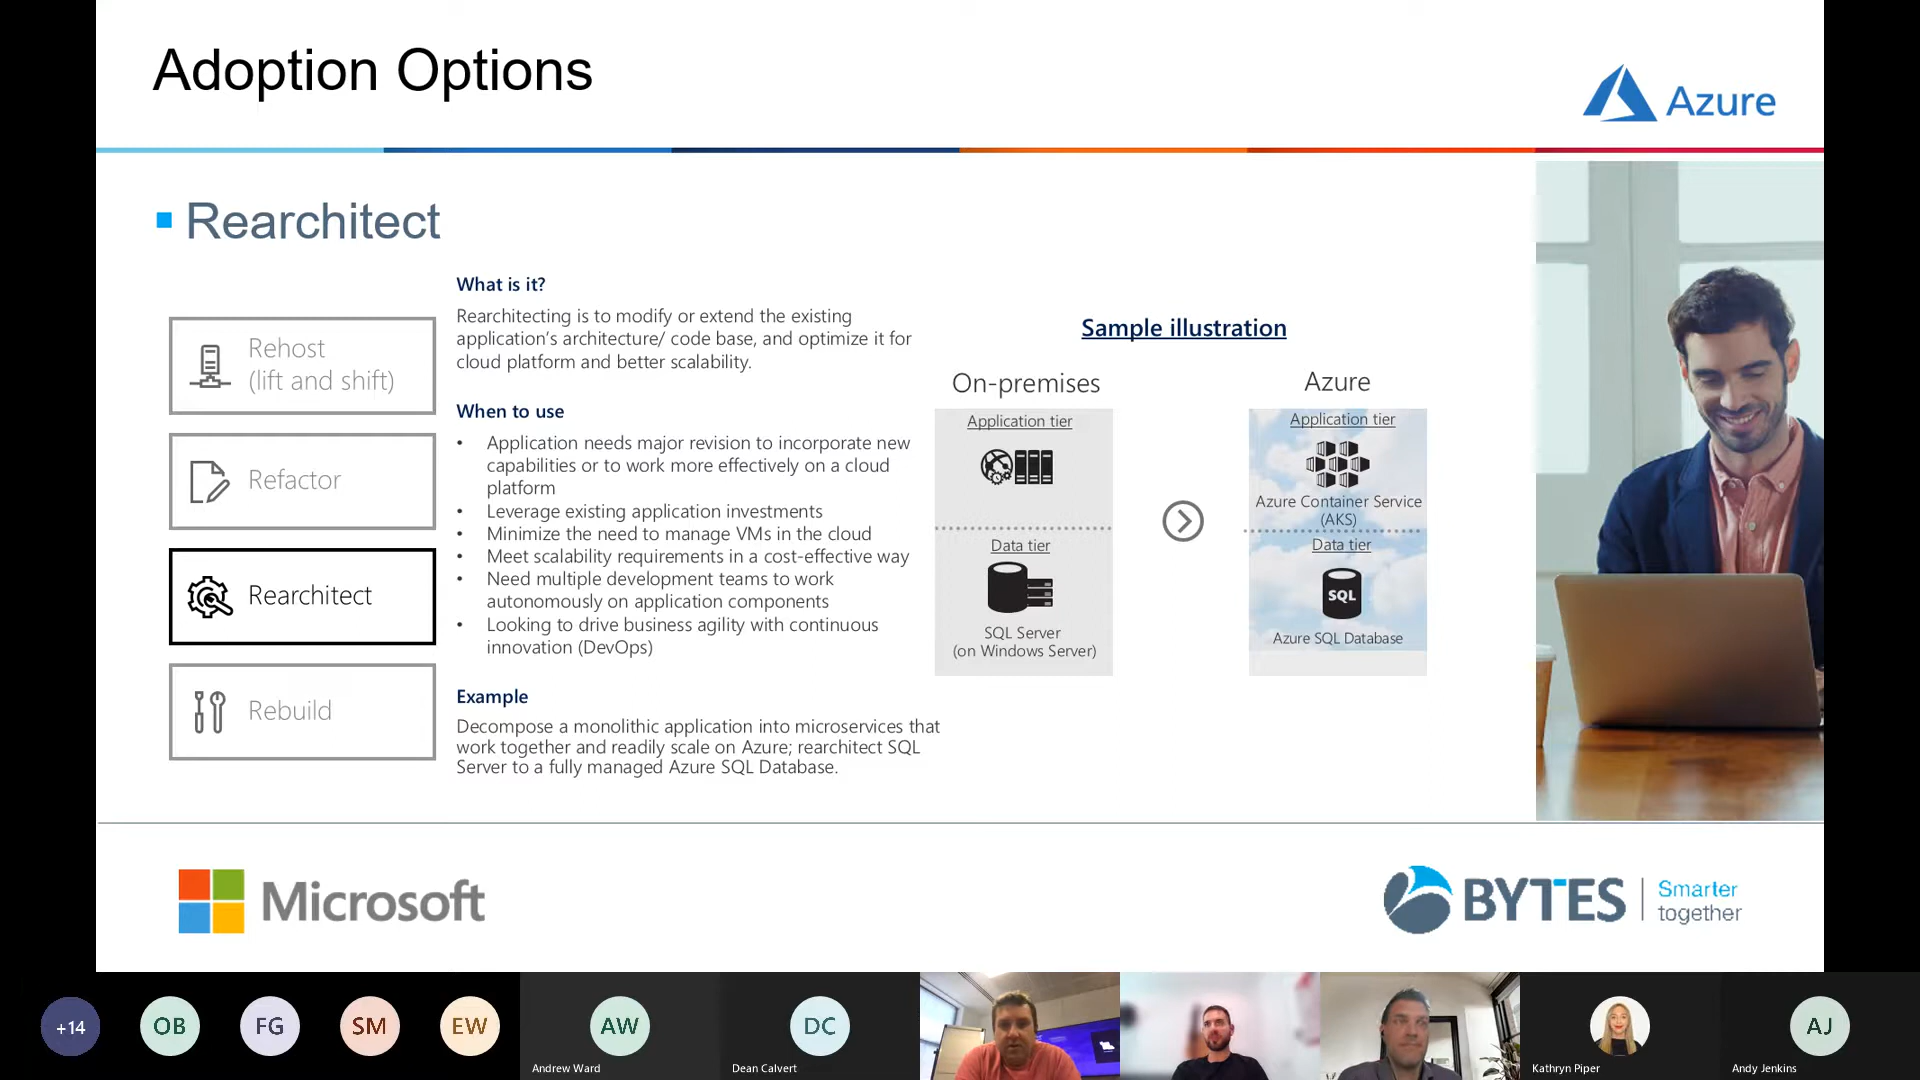 Adoption Options
Azure
Rearchitect
Rehost
(lift and shift)
Refactor
Rearchitect
Rebuild
What is it?
Rearchitecting is to modify or extend the existing
application's architecture/ code base, and optimize it for
cloud platform and better scalability.
When to use
• Application needs major revision to incorporate new
capabilities or to work more effectively on a cloud
platform
• Leverage existing application investments
• Minimize the need to manage VMs in the cloud
• Meet scalability requirements in a cost-effective way
• Need multiple development teams to work
autonomously on application components
• Looking to drive business agility with continuous
innovation (DevOps)
Example
Decompose a monolithic application into microservices that
work together and readily scale on Azure; rearchitect SQL
Server to a fully managed Azure SQL Database.
Sample illustration
On-premises
Application tier
Data tier
SQL Server
(on Windows Server)
Azure
Application tier
Azure Container Service
(AKS)
Data tier
SQL
Azure SQL Database
Microsoft
BYTES
Smarter
together
+14
OB
FG
SM
EW
AW
Andrew Ward
DC
Dean Calvert
Kathryn Piper
AJ
Andy Jenkins